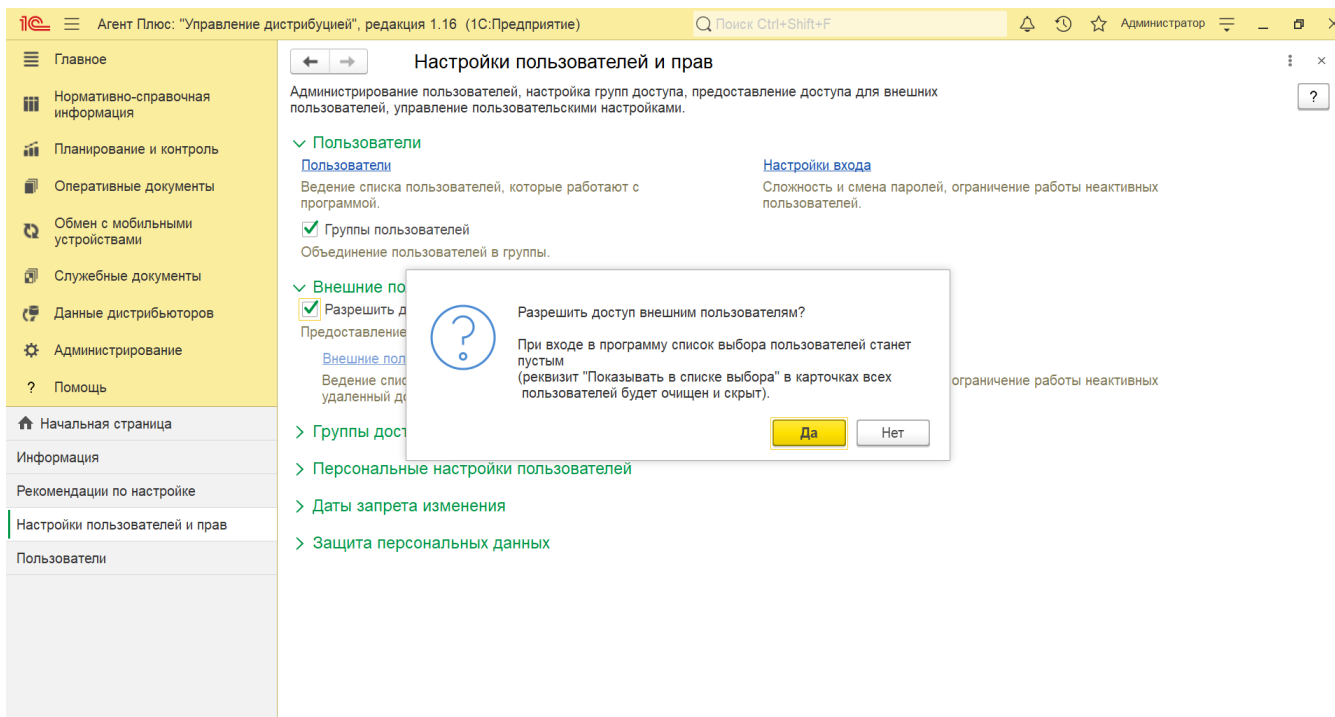 Агент Плюс: "Управление дистрибуцией", редакция 1.16 (1С:Предприятие)
Поиск Ctrl+Shift+F
Администратор
Главное
Нормативно-справочная
информация
Планирование и контроль
Оперативные документы
Обмен с мобильными
устройствами
Служебные документы
Данные дистрибьюторов
Администрирование
? Помощь
Начальная страница
Информация
Рекомендации по настройке
Настройки пользователей и прав
Пользователи
Настройки пользователей и прав
Администрирование пользователей, настройка групп доступа, предоставление доступа для внешних
пользователей, управление пользовательскими настройками.
?
Пользователи
Пользователи
Ведение списка пользователей, которые работают с
программой.
Настройки входа
Сложность и смена паролей, ограничение работы неактивных
пользователей.
Группы пользователей
Объединение пользователей в группы.
Внешние по
Разрешить д
Предоставление
Внешние пол
Ведение спис
удаленный до
ограничение работы неактивных
Разрешить доступ внешним пользователям?
При входе в программу список выбора пользователей станет
пустым
(реквизит "Показывать в списке выбора" в карточках всех
пользователей будет очищен и скрыт).
Да
Нет
Группы дост
Персональные настройки пользователей
Даты запрета изменения
Защита персональных данных